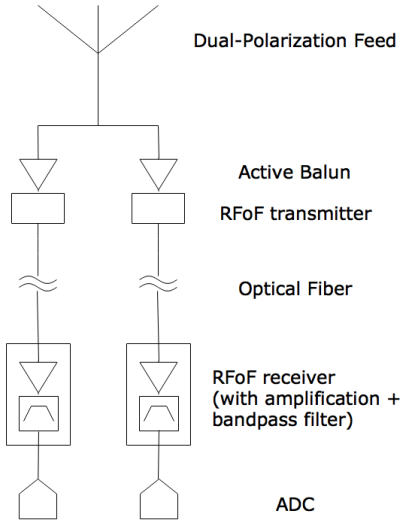 Dual-Polarization Feed
Active Balun
RFoF transmitter
Optical Fiber
RFoF receiver
(with amplification +
bandpass filter)
ADC